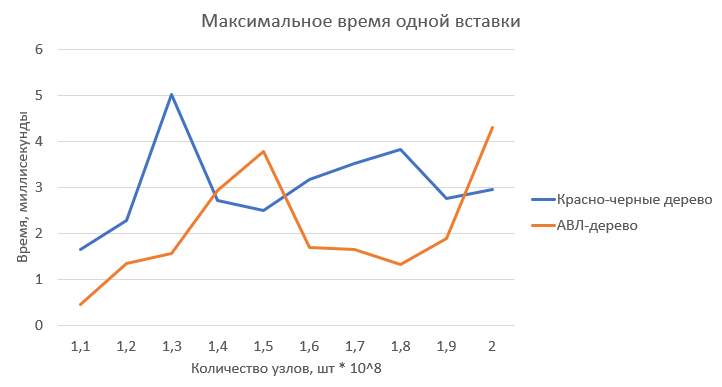 Максимальное время одной вставки
6
5
4
3
2
1
0
Время, миллисекунды
1,1 1,2 1,3 1,4 1,5 1,6 1,7 1,8 1,9 2
Количество узлов, шт * 10^8
Красно-черные дерево
АВЛ-дерево